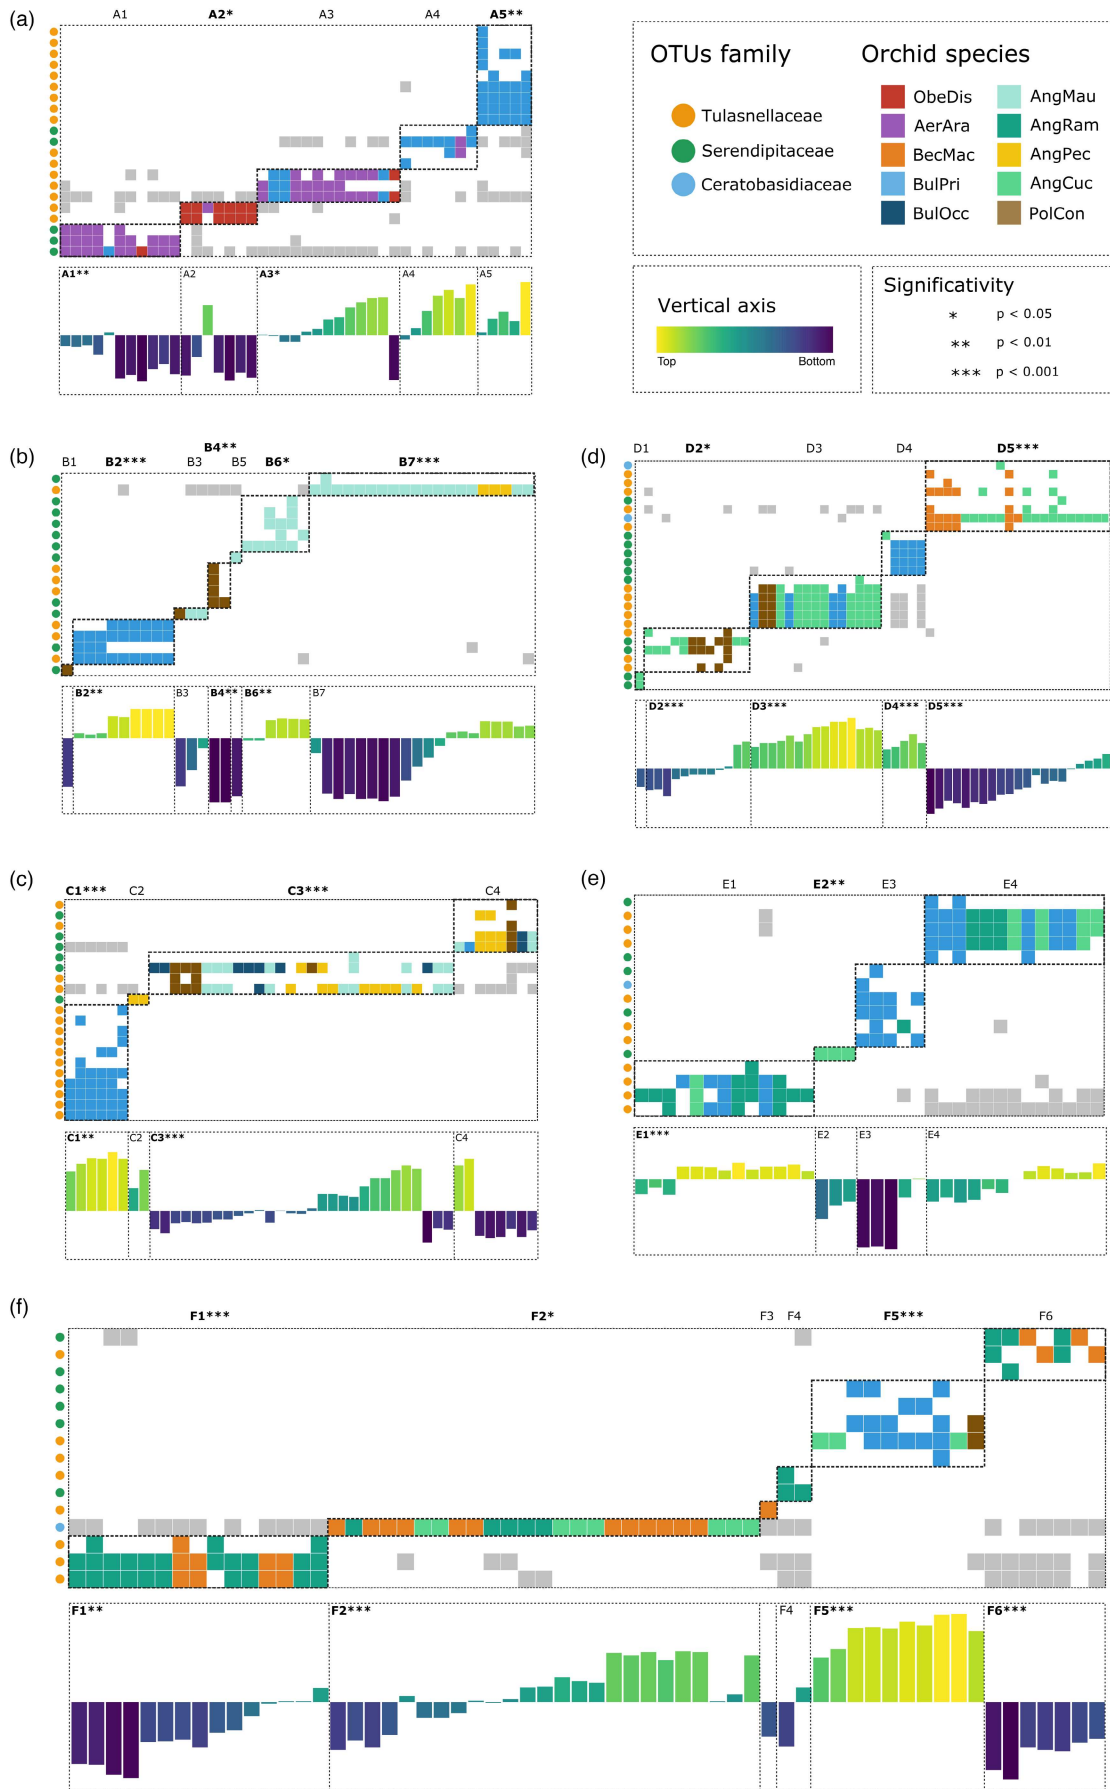 (a)
A1 A2* A3 A4 A5**
A1** A2 A3* A4 A5
OTUs family
Tulasnellaceae
Serendipitaceae
Ceratobasidiaceae
Orchid species
ObeDis AngMau
AerAra AngRam
BecMac AngPec
BulPri AngCuc
BulOcc PolCon
Vertical axis
Top Bottom
Significativity
* p < 0.05
** p < 0.01
*** p < 0.001
(b)
B4**
B1 B2*** B3 B5 B6* B7***
B2** B3 B4** B6** B7
(d)
D1 D2* D3 D4 D5***
D2*** D3*** D4*** D5***
(c)
C1*** C2 C3*** C4
C1** C2 C3*** C4
(e)
E1 E2** E3 E4
E1*** E2 E3 E4
(f)
F1*** F2* F3 F4 F5*** F6
F1** F2*** F4 F5*** F6***